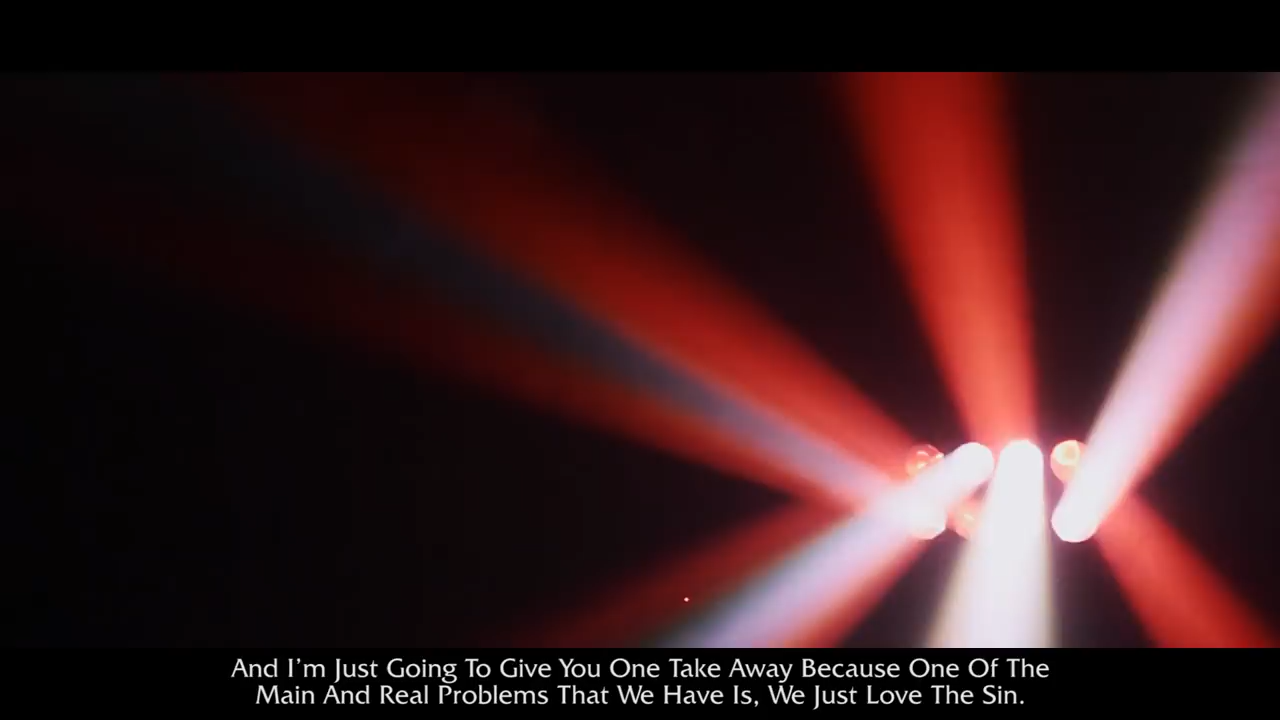 And I'm Just Going To Give You One Take Away Because One Of The
Main And Real Problems That We Have Is, We Just Love The Sin.